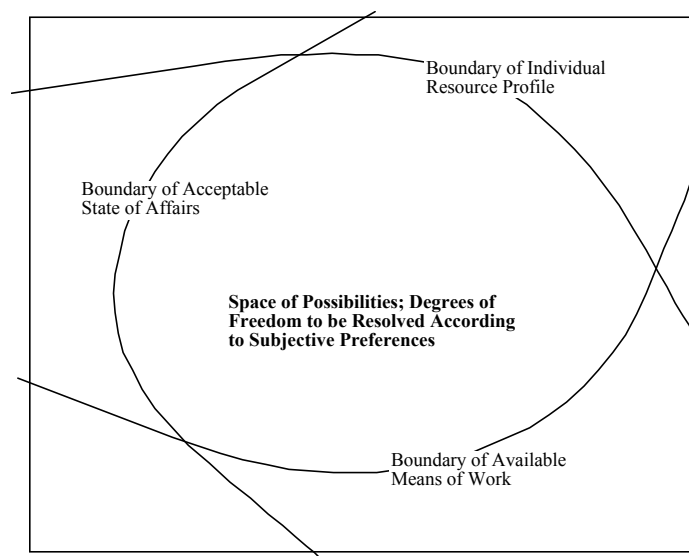 Boundary of Individual
Resource Profile
Boundary of Acceptable
State of Affairs
Space of Possibilities; Degrees of
Freedom to be Resolved According
to Subjective Preferences
Boundary of Available
Means of Work